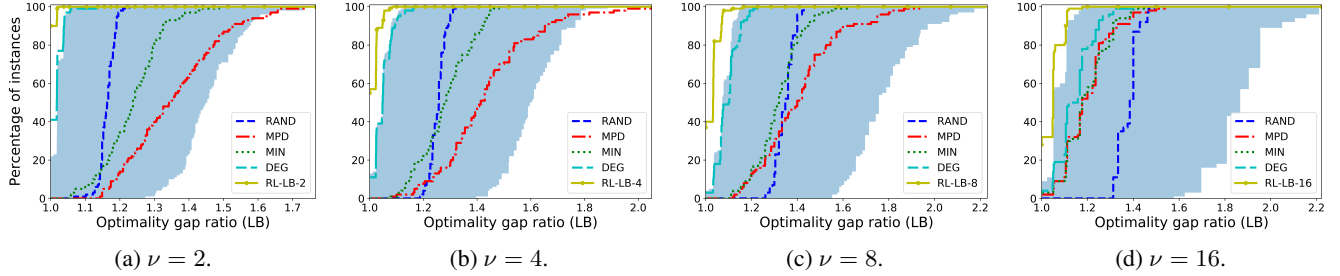 Percentage of instances
100
80
60
40
20
0
1.0 1.1 1.2 1.3 1.4 1.5 1.6 1.7
Optimality gap ratio (LB)
RAND
MPD
MIN
DEG
RL-LB-2
(a) ν = 2.
100
80
60
40
20
0
1.0 1.2 1.4 1.6 1.8 2.0
Optimality gap ratio (LB)
RAND
MPD
MIN
DEG
RL-LB-4
(b) ν = 4.
100
80
60
40
20
0
1.0 1.2 1.4 1.6 1.8 2.0 2.2
Optimality gap ratio (LB)
RAND
MPD
MIN
DEG
RL-LB-8
(c) ν = 8.
100
80
60
40
20
0
1.0 1.2 1.4 1.6 1.8 2.0 2.2
Optimality gap ratio (LB)
RAND
MPD
MIN
DEG
RL-LB-16
(d) ν = 16.